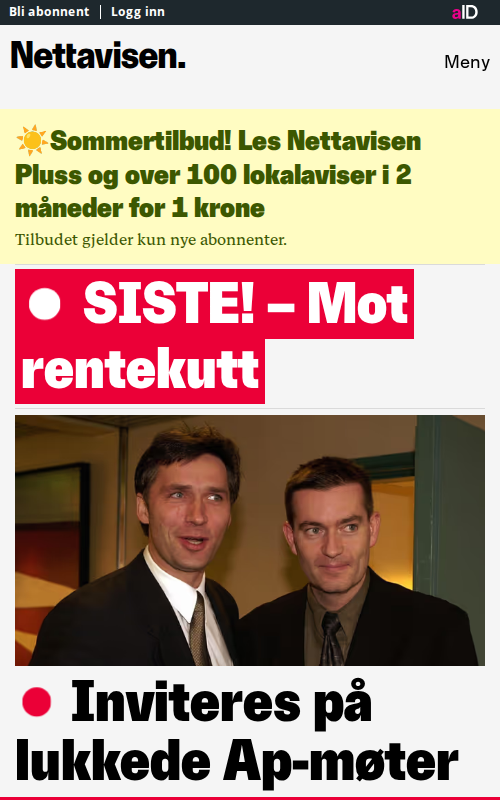 Bli abonnent | Logg inn
aID
Nettavisen.
Meny
☀️Sommertilbud! Les Nettavisen
Pluss og over 100 lokalaviser i 2
måneder for 1 krone
Tilbudet gjelder kun nye abonnenter.
SISTE! – Mot
rentekutt
Inviteres på
lukkede Ap-møter